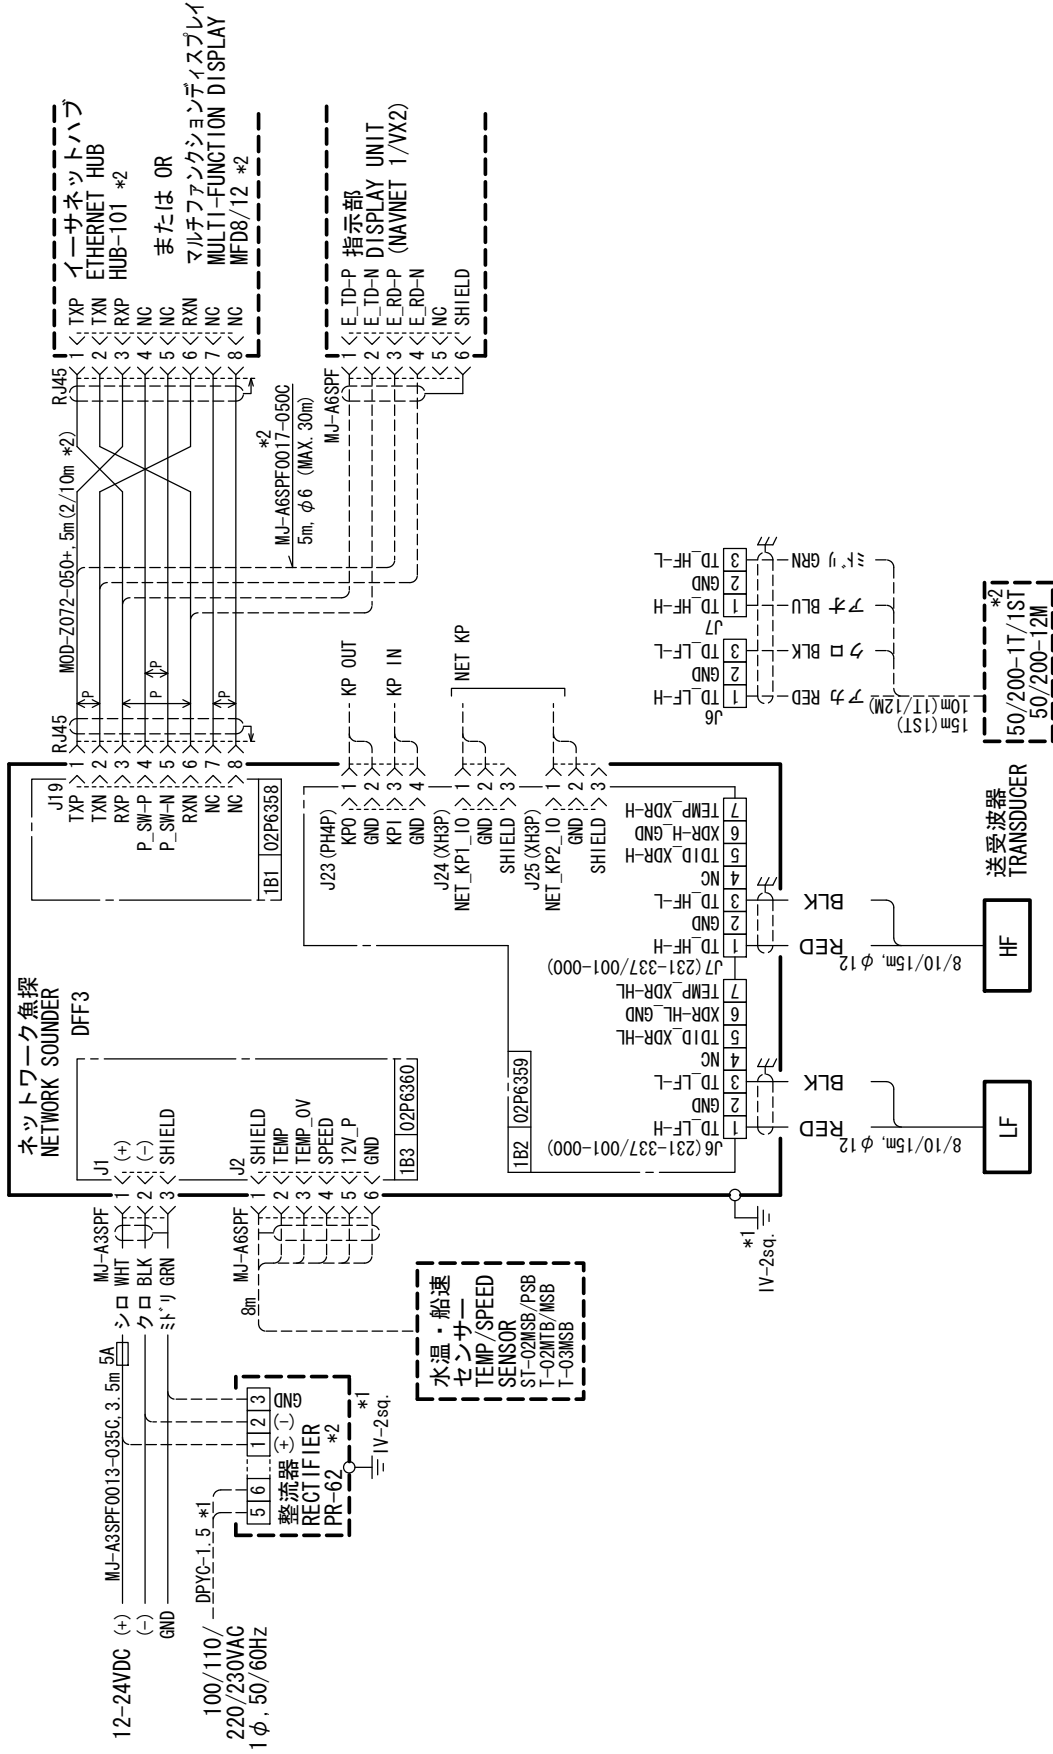 ネットワーク魚探
NETWORK SOUNDER
DFF3
12-24VDC (+)
(-)
GND
MJ-A3SPF0013-035C, 3.5m
5A
シロ WHT
クロ BLK
ミドリ GRN
MJ-A3SPF
J1
1 (+)
2 (-)
3 SHIELD
100/110/
220/230VAC
1φ, 50/60Hz
DPYC-1.5 *1
5 6
1 2 3
(+) (-) GND
整流器
RECTIFIER
PR-62 *2
*1
IV-2sq.
8m
MJ-A6SPF
J2
1 SHIELD
2 TEMP
3 TEMP_0V
4 SPEED
5 12V_P
6 GND
1B3 02P6360
水温・船速
センサー
TEMP/SPEED
SENSOR
ST-02MSB/PSB
T-02MTB/MSB
T-03MSB
*1
IV-2sq.
J19
TXP 1
TXN 2
RXP 3
P_SW-P 4
P_SW-N 5
RXN 6
NC 7
NC 8
1B1 02P6358
RJ45
P
P
P
P
MOD-Z072-050+, 5m(2/10m *2)
RJ45
1 TXP
2 TXN
3 RXP
4 NC
5 NC
6 RXN
7 NC
8 NC
イーサネットハブ
ETHERNET HUB
HUB-101 *2
または OR
マルチファンクションディスプレイ
MULTI-FUNCTION DISPLAY
MFD8/12 *2
*2
MJ-A6SPF0017-050C
5m, φ6 (MAX. 30m)
MJ-A6SPF
1 E_TD-P
2 E_TD-N
3 E_RD-P
4 E_RD-N
5 NC
6 SHIELD
指示部
DISPLAY UNIT
(NAVNET 1/VX2)
J23(PH4P)
KPO 1
GND 2
KPI 3
GND 4
KP OUT
KP IN
J24(XH3P)
NET_KP1_IO 1
GND 2
SHIELD 3
J25(XH3P)
NET_KP2_IO 1
GND 2
SHIELD 3
NET KP
1B2 02P6359
J6(231-337/001-000)
TD_LF-H 1
GND 2
TD_LF-L 3
NC 4
TDID_XDR-HL 5
XDR-HL_GND 6
TEMP_XDR-HL 7
J7(231-337/001-000)
TD_HF-H 1
GND 2
TD_HF-L 3
NC 4
TDID_XDR-H 5
XDR-H_GND 6
TEMP_XDR-H 7
RED
BLK
8/10/15m, φ12
LF
RED
BLK
8/10/15m, φ12
HF
送受波器
TRANSDUCER
J6
TD_LF-H 1
GND 2
TD_LF-L 3
J7
TD_HF-H 1
GND 2
TD_HF-L 3
アカ RED
クロ BLK
アオ BLU
ミドリ GRN
15m(1ST)
10m(1T/12M)
*2
50/200-1T/1ST
50/200-12M